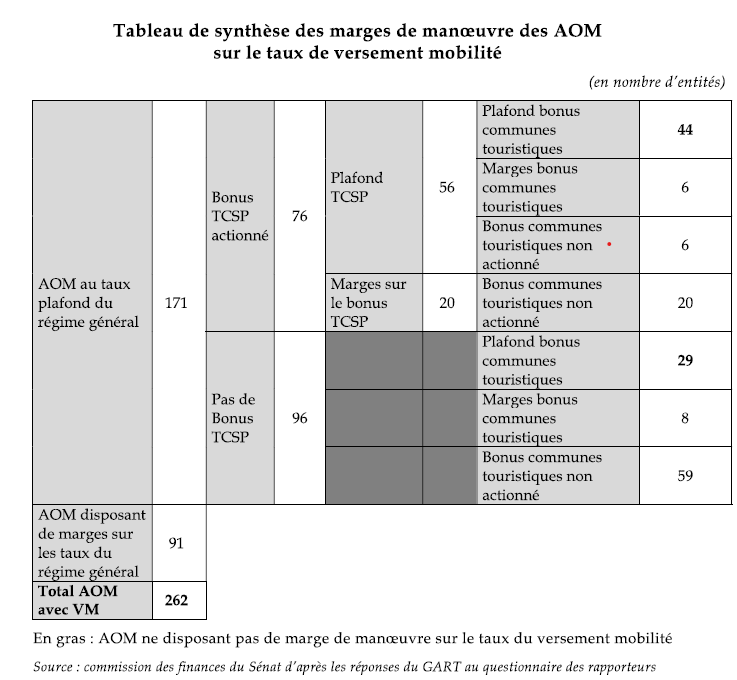 Tableau de synthèse des marges de manœuvre des AOM
sur le taux de versement mobilité
(en nombre d'entités)
AOM au taux
plafond du
régime général
171
Bonus
TCSP
actionné
76
Plafond
TCSP
56
Plafond bonus
communes
touristiques
44
Marges bonus
communes
touristiques
6
Bonus communes
touristiques non
actionné
6
Marges sur
le bonus
TCSP
20
Bonus communes
touristiques non
actionné
20
Pas de
Bonus
TCSP
96
Plafond bonus
communes
touristiques
29
Marges bonus
communes
touristiques
8
Bonus communes
touristiques non
actionné
59
AOM disposant
de marges sur
les taux du
régime général
91
Total AOM
avec VM
262
En gras : AOM ne disposant pas de marge de manœuvre sur le taux du versement mobilité
Source : commission des finances du Sénat d'après les réponses du GART au questionnaire des rapporteurs